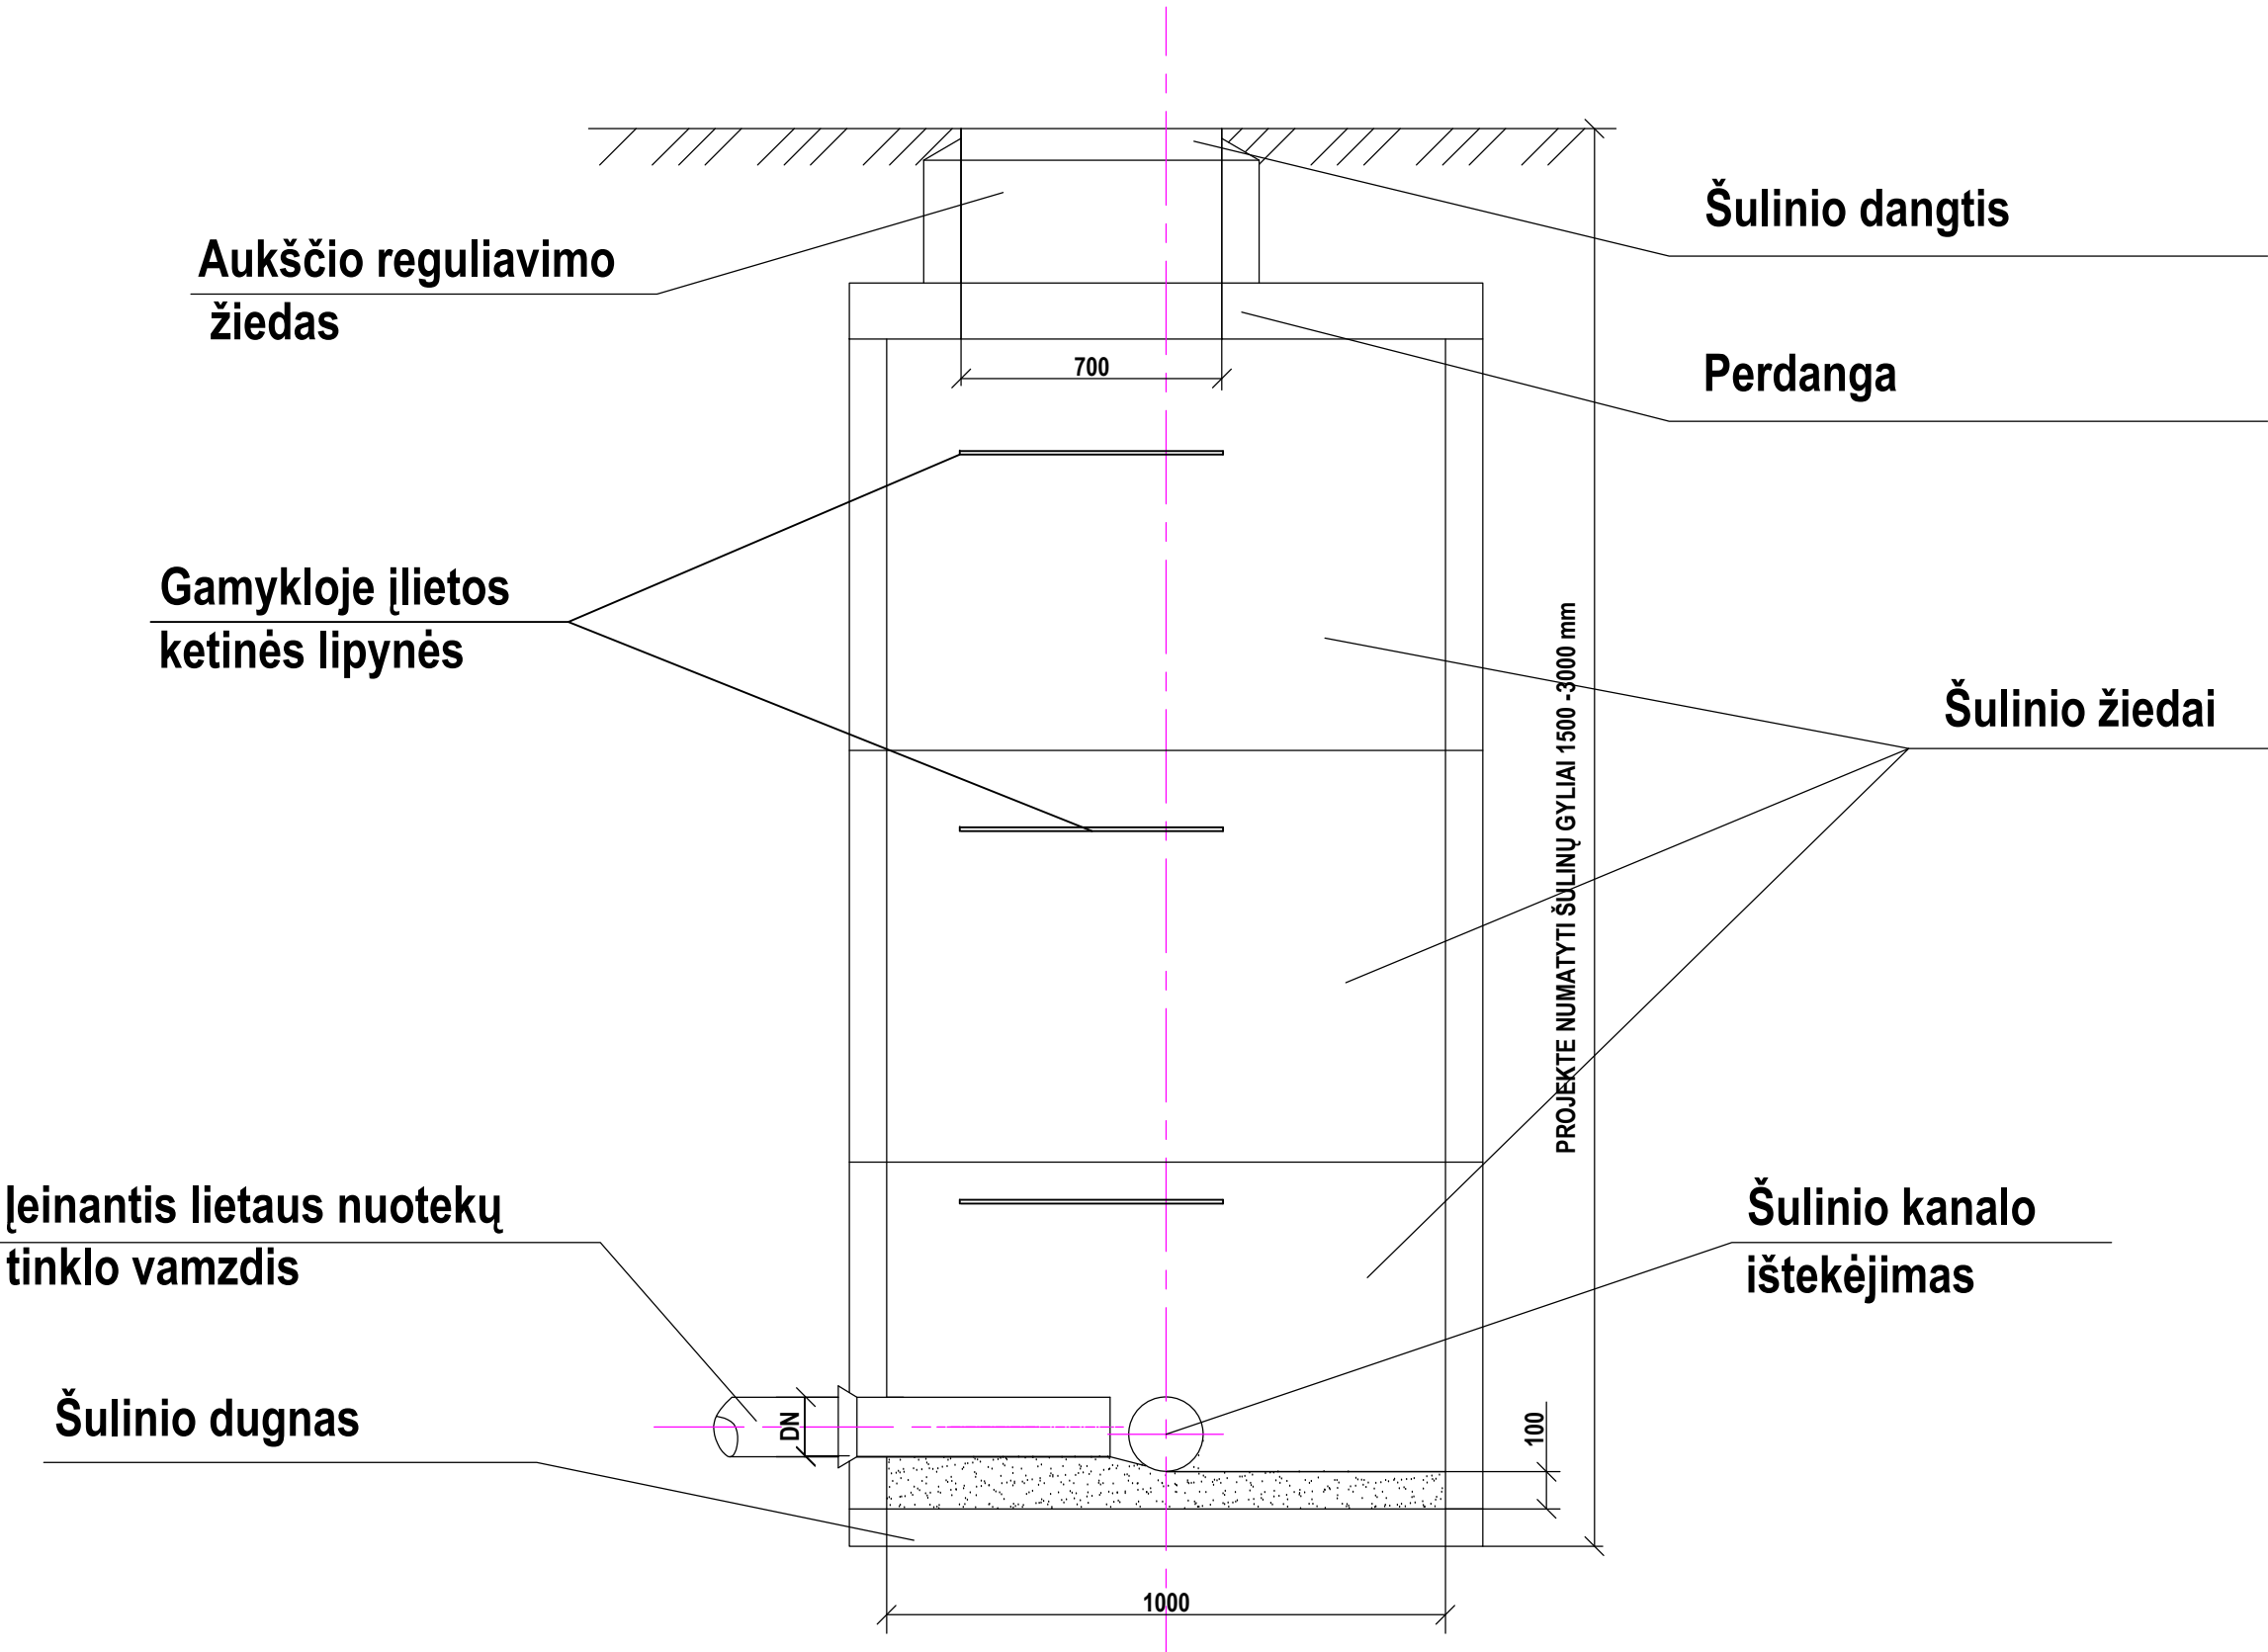 Šulinio dangtis
Aukščio reguliavimo
žiedas
Perdanga
700
Gamykloje įlietos
ketinės lipynės
PROJEKTE NUMATYTI ŠULINŲ GYLIAI 1500 -3000 mm
Šulinio žiedai
Įeinantis lietaus nuotekų
tinklo vamzdis
Šulinio kanalo
ištekėjimas
Šulinio dugnas
DN
100
1000